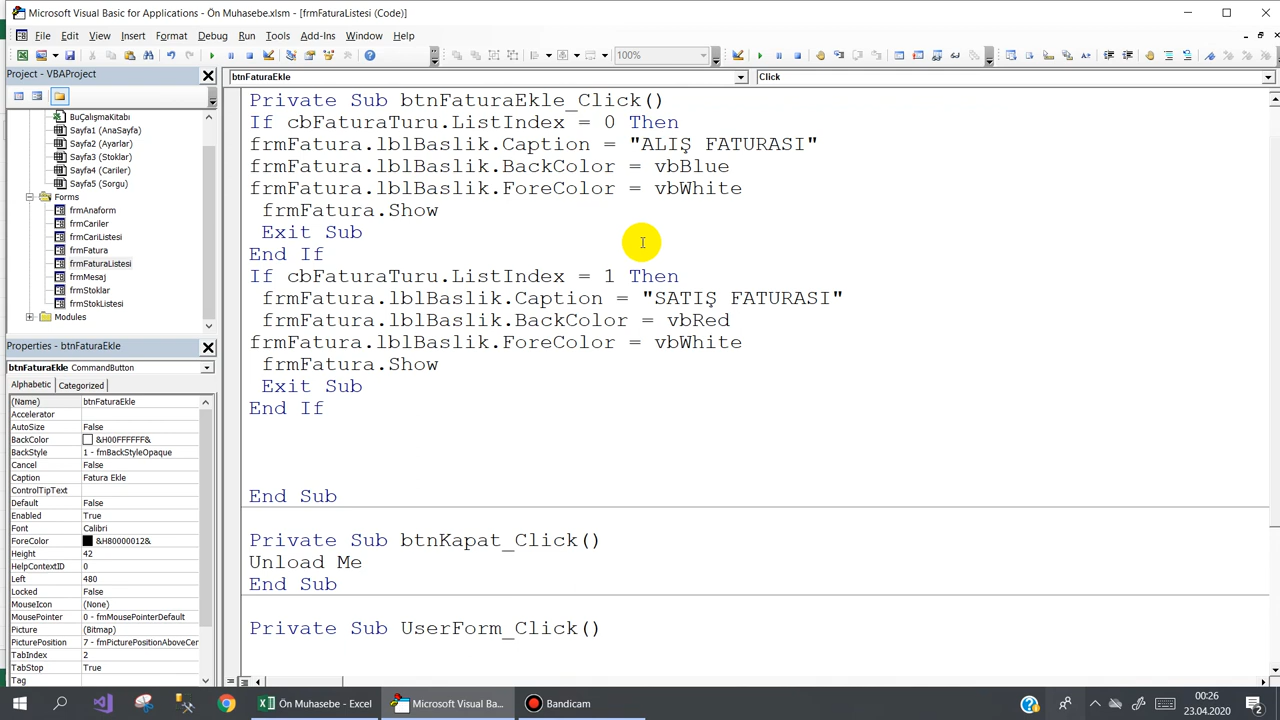 Microsoft Visual Basic for Applications - Ön Muhasebe.xlsm - [frmFaturaListesi (Code)]
File Edit View Insert Format Debug Run Tools Add-Ins Window Help
100%
Project - VBAProject
BuÇalışmaKitabı
Sayfa1 (AnaSayfa)
Sayfa2 (Ayarlar)
Sayfa3 (Stoklar)
Sayfa4 (Cariler)
Sayfa5 (Sorgu)
Forms
frmAnaform
frmCariler
frmCariListesi
frmFatura
frmFaturaListesi
frmMesaj
frmStoklar
frmStokListesi
Modules
Properties - btnFaturaEkle
btnFaturaEkle CommandButton
Alphabetic Categorized
(Name) btnFaturaEkle
Accelerator
AutoSize False
BackColor &H00FFFFFF&
BackStyle 1 - fmBackStyleOpaque
Cancel False
Caption Fatura Ekle
ControlTipText
Default False
Enabled True
Font Calibri
ForeColor &H80000012&
Height 42
HelpContextID 0
Left 480
Locked False
MouseIcon (None)
MousePointer 0 - fmMousePointerDefault
Picture (Bitmap)
PicturePosition 7 - fmPicturePositionAboveCen
TabIndex 2
TabStop True
Tag
btnFaturaEkle Click
Private Sub btnFaturaEkle_Click()
If cbFaturaTuru.ListIndex = 0 Then
frmFatura.lblBaslik.Caption = "ALIŞ FATURASI"
frmFatura.lblBaslik.BackColor = vbBlue
frmFatura.lblBaslik.ForeColor = vbWhite
frmFatura.Show
Exit Sub
End If
If cbFaturaTuru.ListIndex = 1 Then
frmFatura.lblBaslik.Caption = "SATIŞ FATURASI"
frmFatura.lblBaslik.BackColor = vbRed
frmFatura.lblBaslik.ForeColor = vbWhite
frmFatura.Show
Exit Sub
End If
End Sub
Private Sub btnKapat_Click()
Unload Me
End Sub
Private Sub UserForm_Click()
Ön Muhasebe - Excel
Microsoft Visual Ba...
Bandicam
00:26
23.04.2020
2